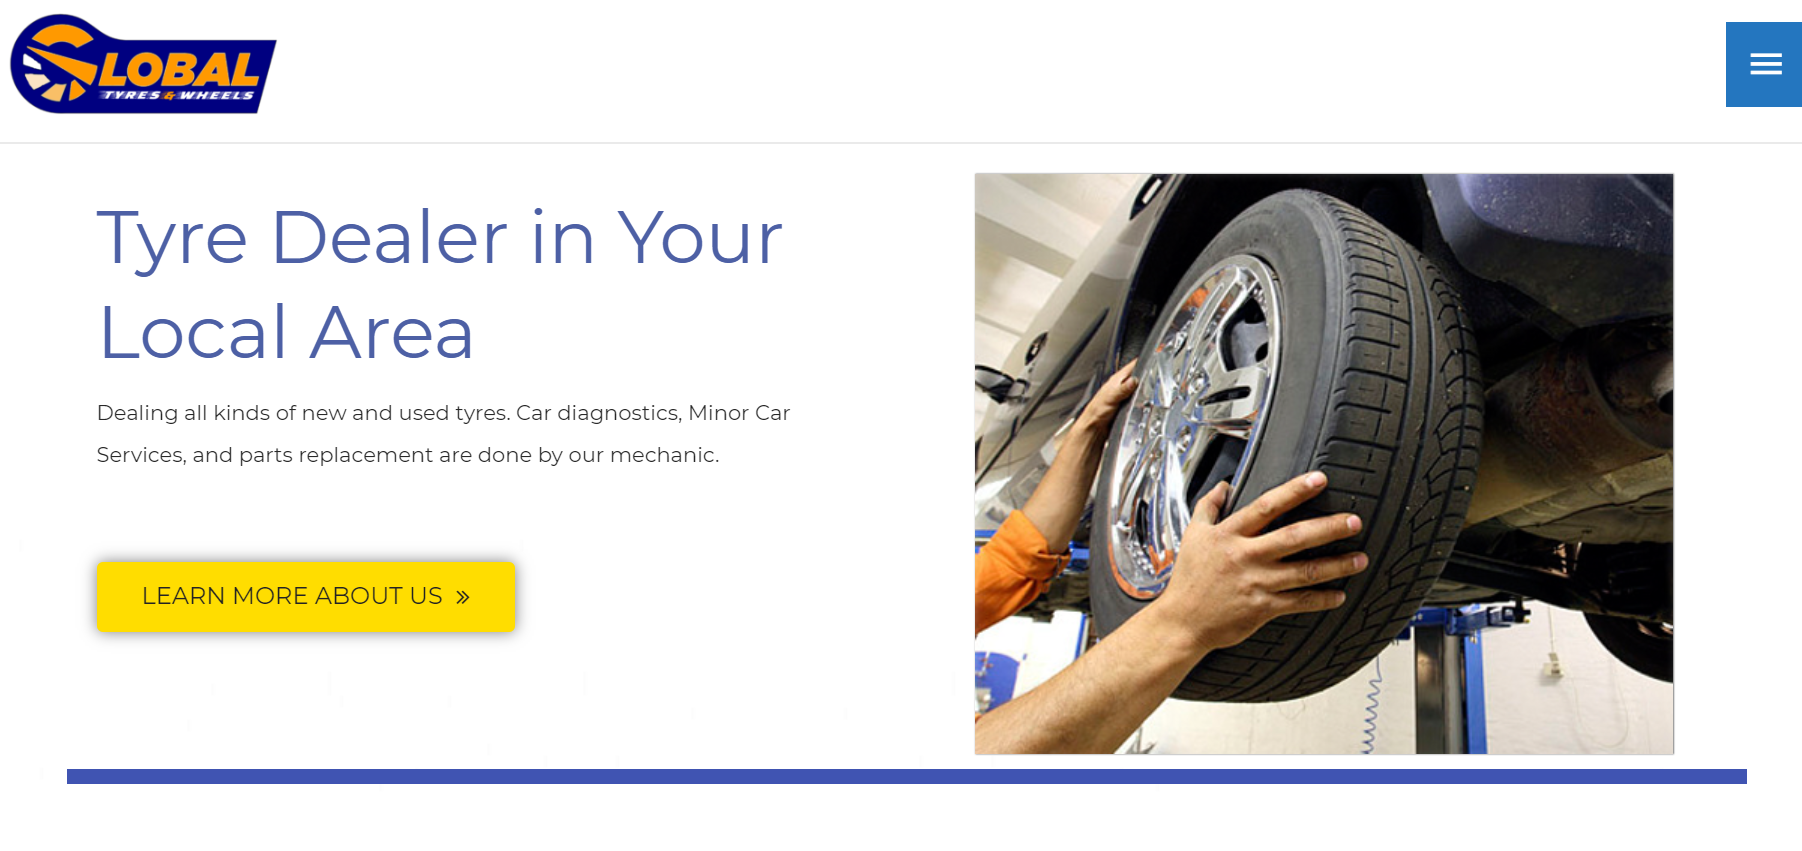 GLOBAL
TYRES & WHEELS
Tyre Dealer in Your
Local Area
Dealing all kinds of new and used tyres. Car diagnostics, Minor Car
Services, and parts replacement are done by our mechanic.
LEARN MORE ABOUT US »